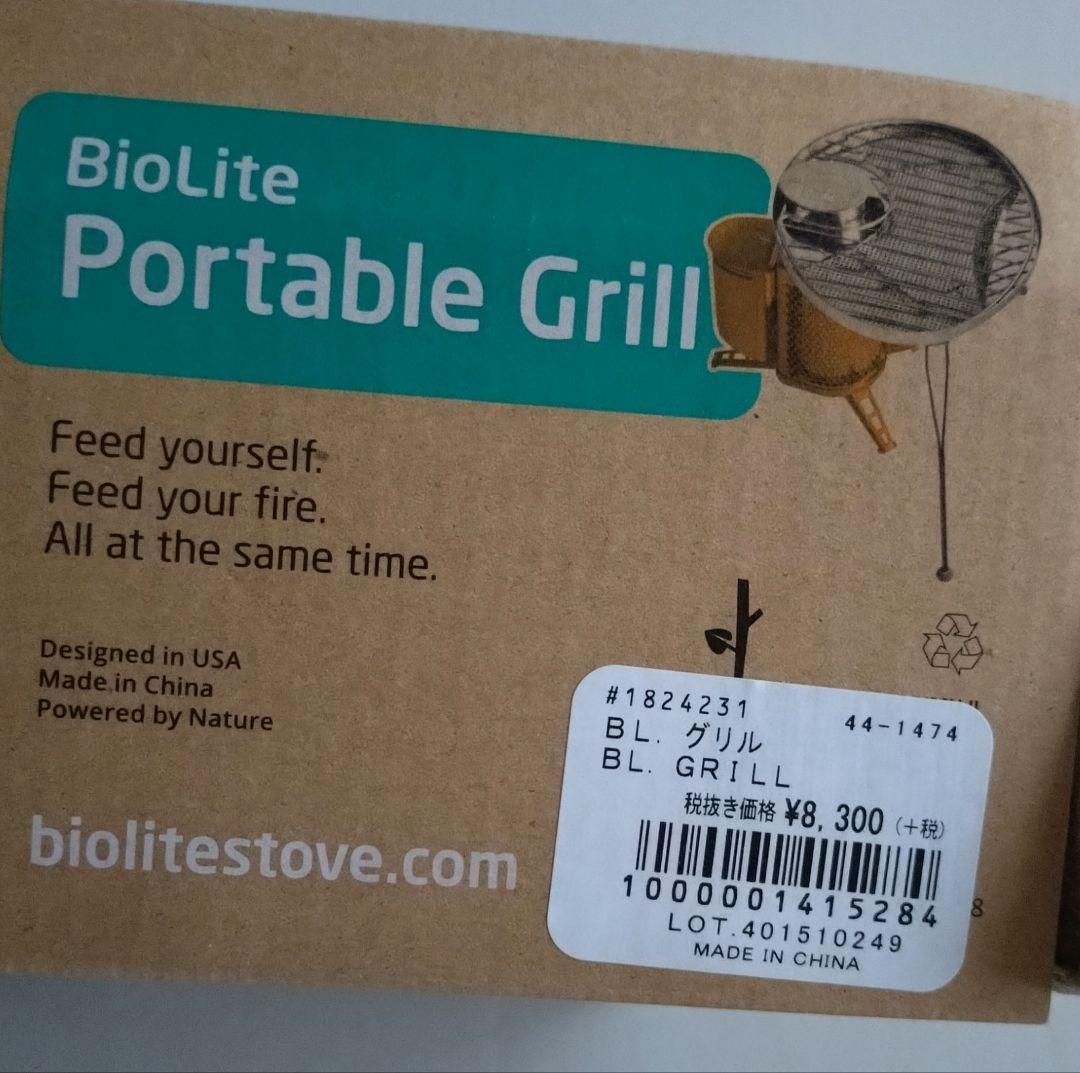 BioLite
Portable Grill
Feed yourself.
Feed your fire.
All at the same time.
Designed in USA
Made in China
Powered by Nature
biolitestove.com
#1824231 44-1474
BL. グリル
BL. GRILL
税抜き価格 ¥8,300 (+税)
1000001415284
8
LOT.401510249
MADE IN CHINA